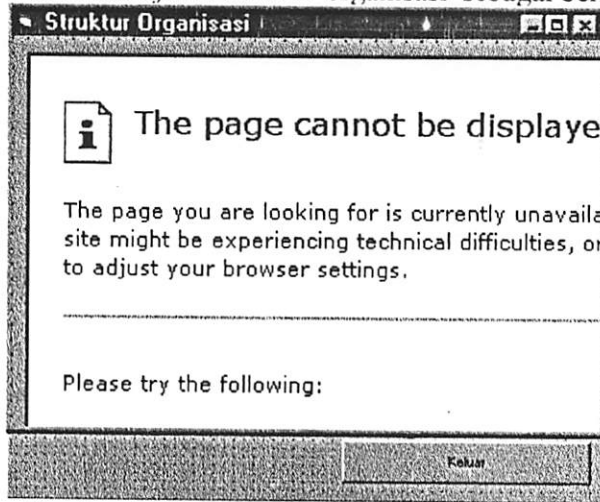 Struktur Organisasi
The page cannot be displaye
The page you are looking for is currently unavaila
site might be experiencing technical difficulties, or
to adjust your browser settings.
Please try the following:
Keluar